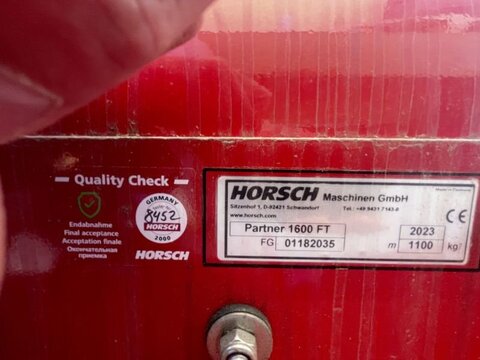 Quality Check
Endabnahme
Final acceptance
Acceptation finale
Окончательная
приемка
GERMANY
8452
HORSCH
2000
HORSCH
Made in Germany
HORSCH Maschinen GmbH
Sitzenhof 1, D-92421 Schwandorf
Tel.: +49 9431 7143-0
www.horsch.com
CE
Partner 1600 FT
2023
FG 01182035
m 1100 kg